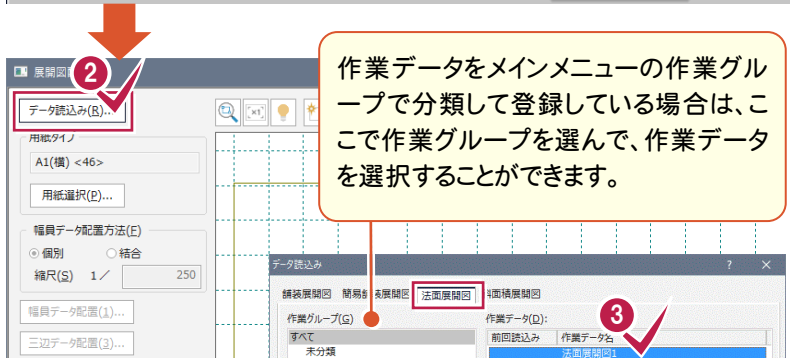 展開図
2
データ読込み(R)...
用紙タイプ
A1(横) <46>
用紙選択(P)...
幅員データ配置方法(F)
個別
結合
縮尺(S) 1/ 250
幅員データ配置(1)...
三辺データ配置(3)...
作業データをメインメニューの作業グル
ープで分類して登録している場合は、こ
こで作業グループを選んで、作業データ
を選択することができます。
データ読込み ? ×
舗装展開図 簡易 装展開図 法面展開図 面積展開図
作業グループ(G)
すべて
未分類
作業データ(D):
3
前回読込み 作業データ名
法面展開図1